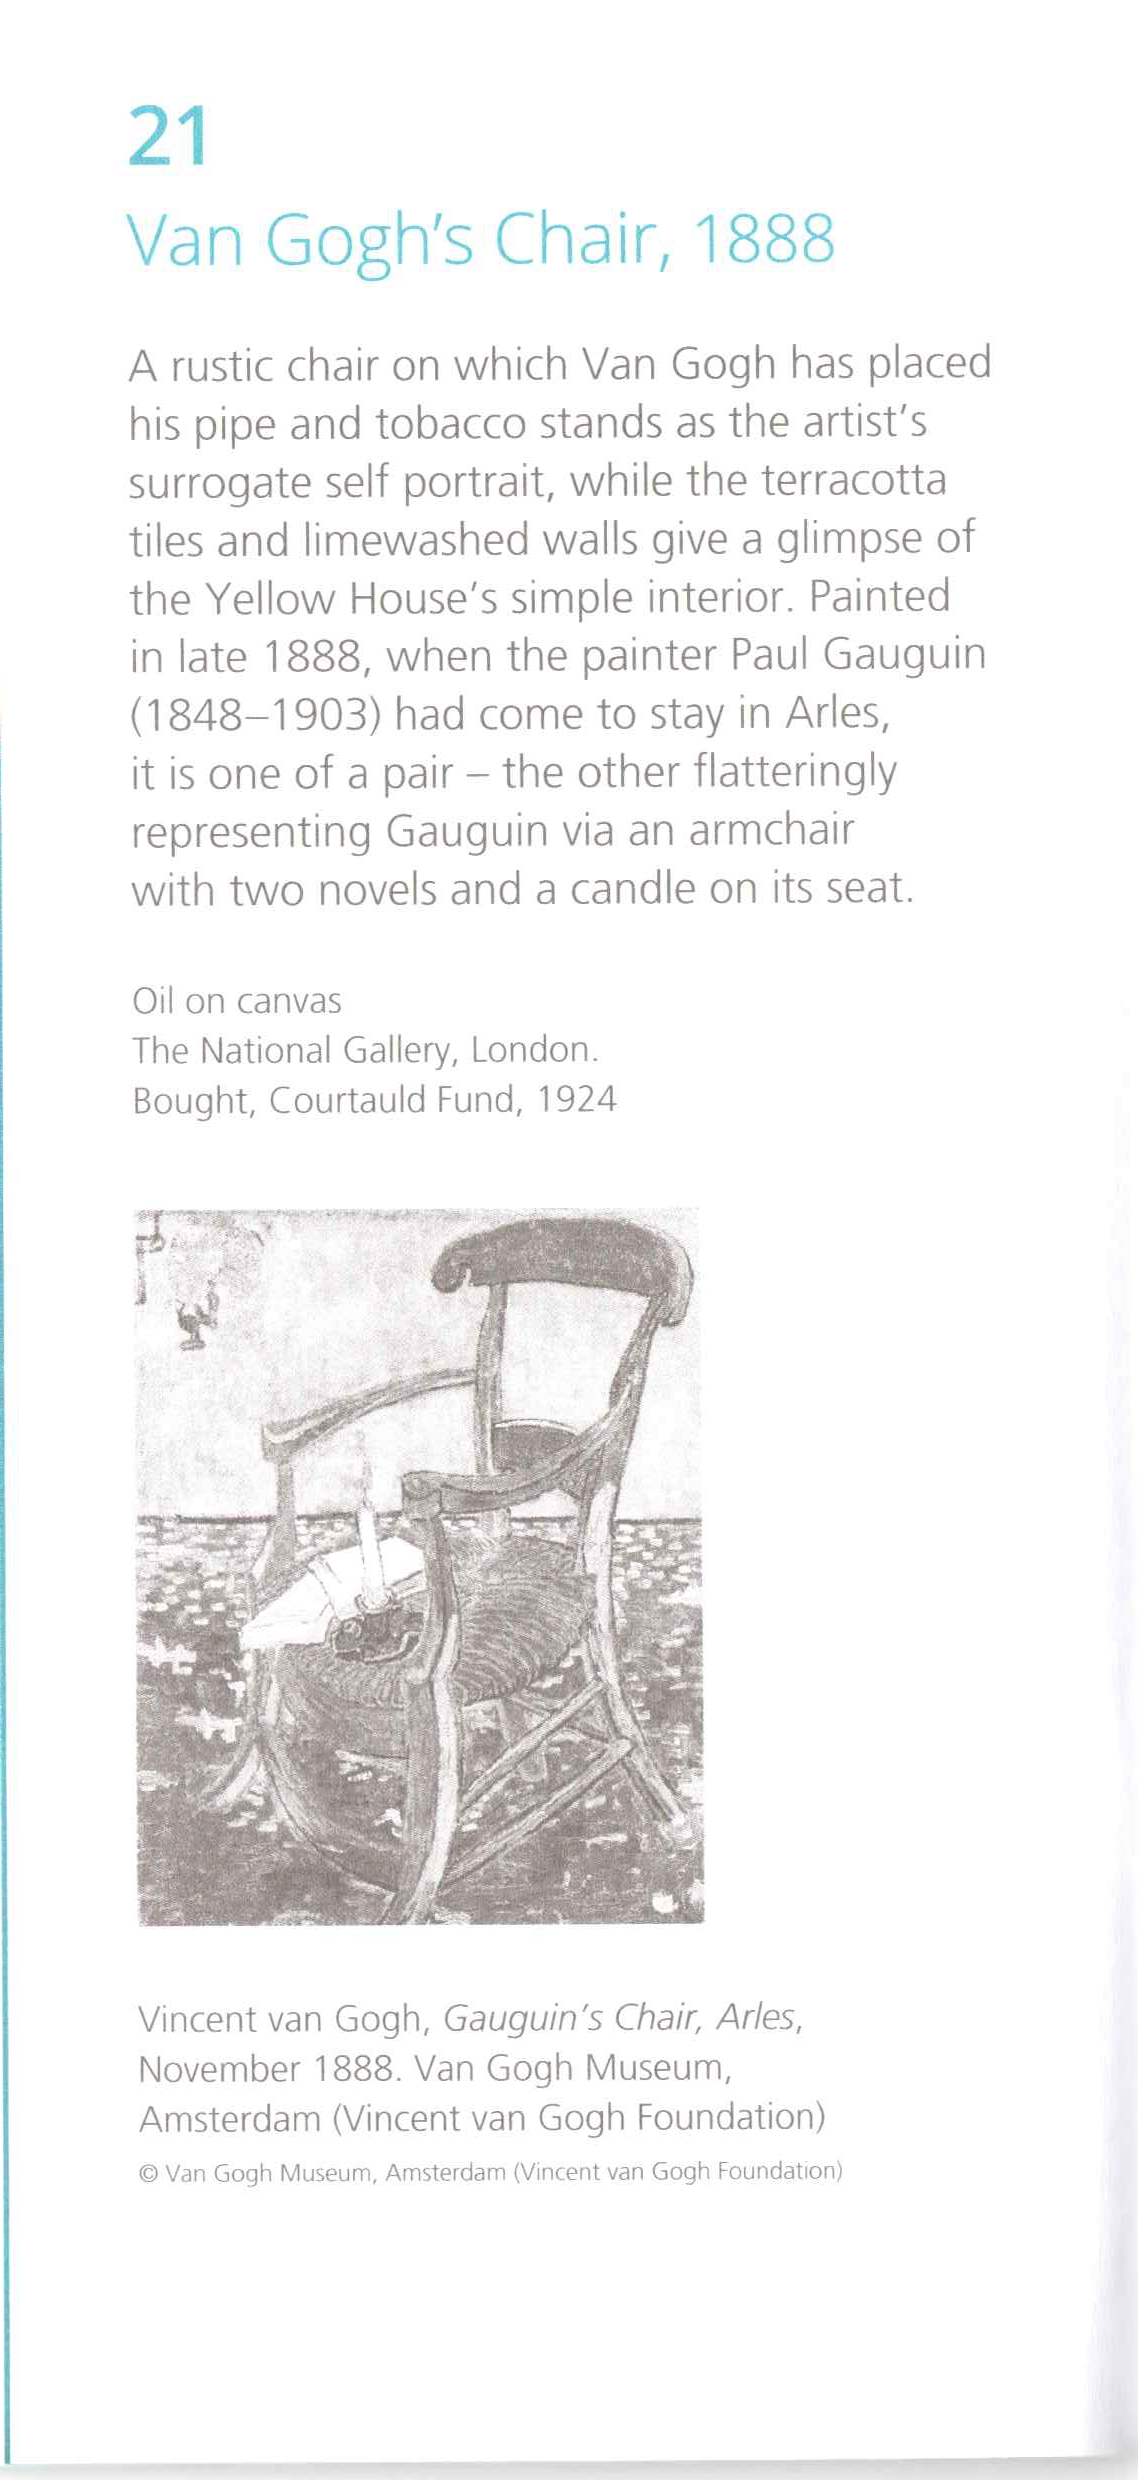 21
Van Gogh’s Chair, 1888
A rustic chair on which Van Gogh has placed
his pipe and tobacco stands as the artist’s
surrogate self portrait, while the terracotta
tiles and limewashed walls give a glimpse of
the Yellow House’s simple interior. Painted
in late 1888, when the painter Paul Gauguin
(1848–1903) had come to stay in Arles,
it is one of a pair – the other flatteringly
representing Gauguin via an armchair
with two novels and a candle on its seat.
Oil on canvas
The National Gallery, London.
Bought, Courtauld Fund, 1924
Vincent van Gogh, Gauguin’s Chair, Arles,
November 1888. Van Gogh Museum,
Amsterdam (Vincent van Gogh Foundation)
© Van Gogh Museum, Amsterdam (Vincent van Gogh Foundation)